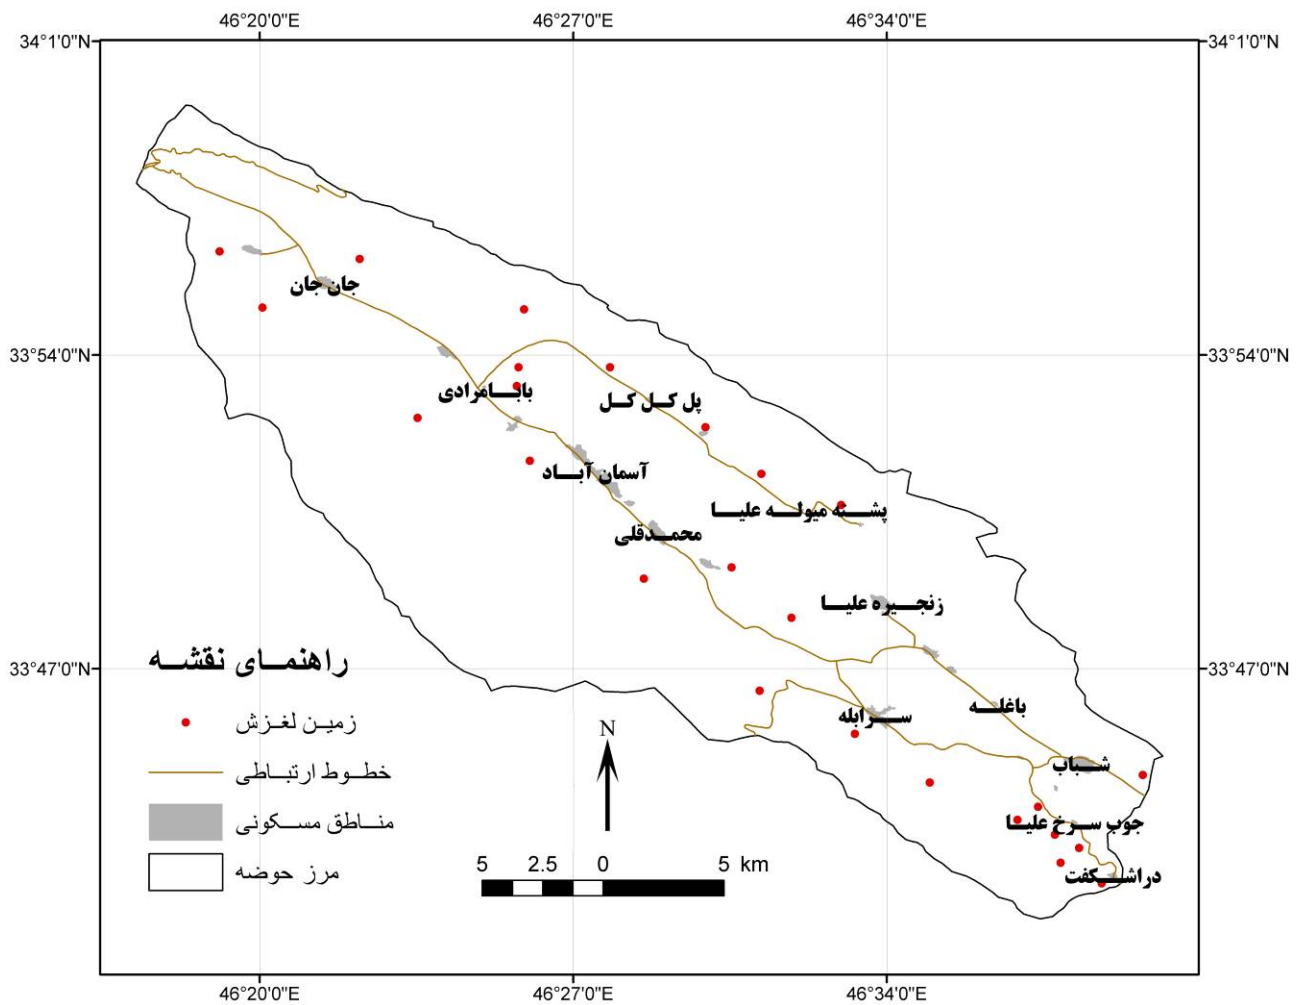 46°20'0"E 46°27'0"E 46°34'0"E
34°1'0"N 34°1'0"N
جان جان
33°54'0"N 33°54'0"N
بابامرادی
پل کل کل
آسمان آباد
پشته میوله علیا
محمدقلی
زنجیره علیا
راهنمای نقشه
33°47'0"N 33°47'0"N
باغله
سرابله
زمین لغزش
N
شباب
خطوط ارتباطی
مناطق مسکونی
جوب سرخ علیا
5 2.5 0 5 km
مرز حوضه
دراشکفت
46°20'0"E 46°27'0"E 46°34'0"E